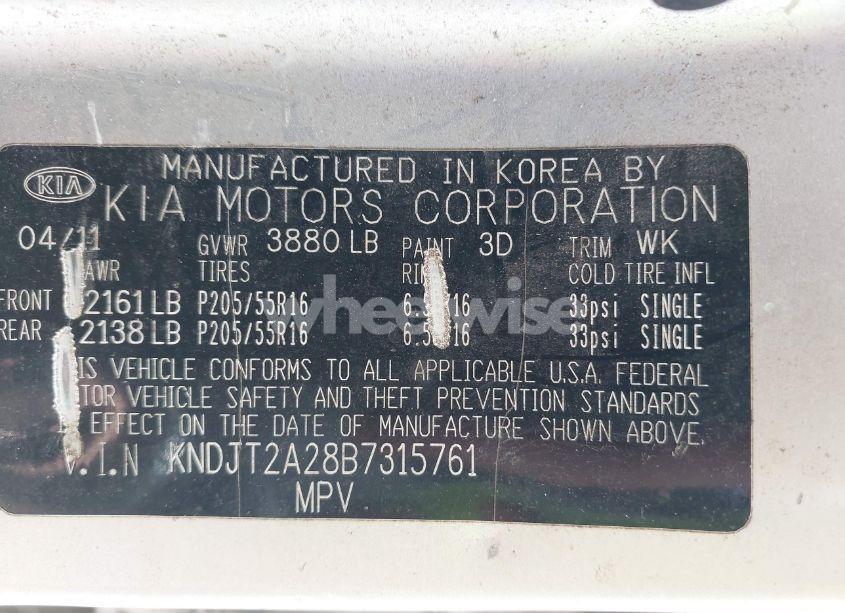 MANUFACTURED IN KOREA BY
KIA KIA MOTORS CORPORATION
04/11 GVWR 3880 LB PAINT 3D TRIM WK
AWR TIRES COLD TIRE INFL
FRONT 2161 LB P205/55R16 33psi SINGLE
REAR 2138 LB P205/55R16 33psi SINGLE
wheelwise
VEHICLE CONFORMS TO ALL APPLICABLE U.S.A. FEDERAL
VEHICLE SAFETY AND THEFT PREVENTION STANDARDS
EFFECT ON THE DATE OF MANUFACTURE SHOWN ABOVE.
V.I.N KNDJT2A28B7315761
MPV